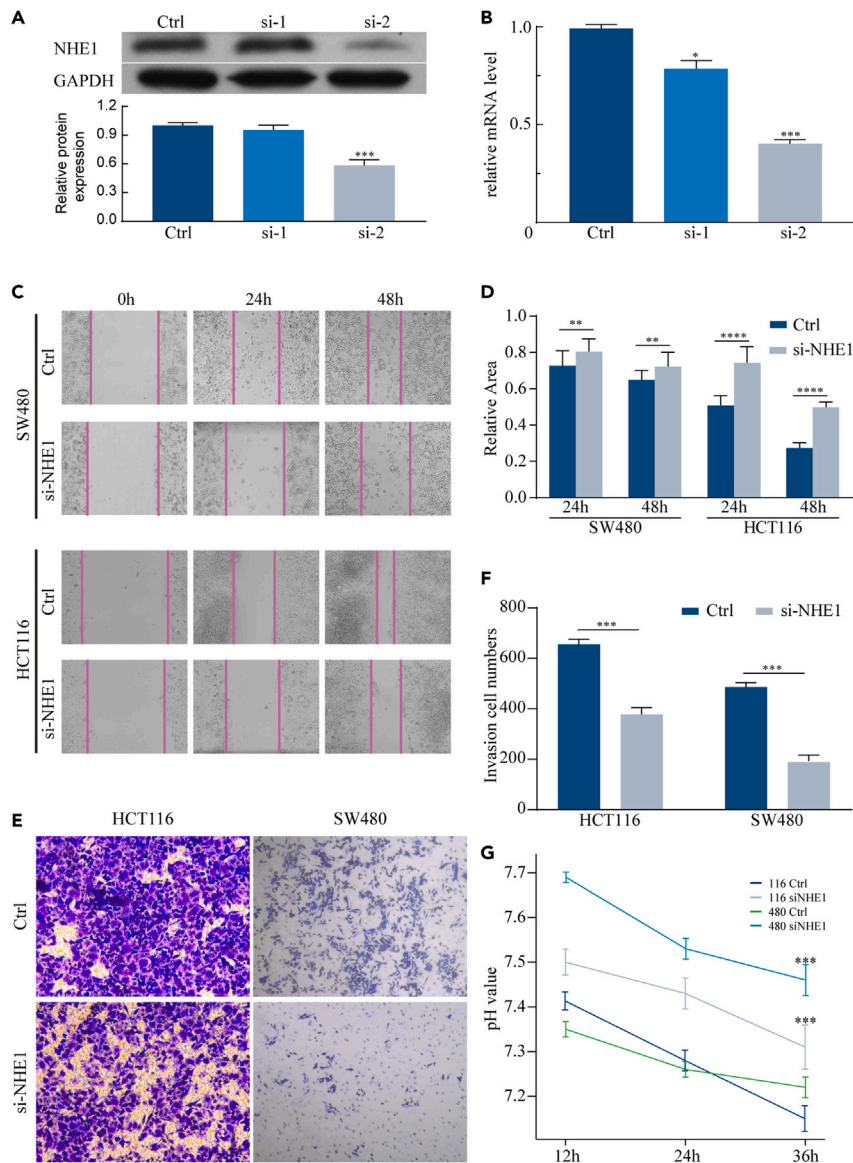 A
Ctrl si-1 si-2
NHE1
GAPDH
Relative protein
expression
1.2
0.9
0.6
0.3
0.0
***
Ctrl si-1 si-2
B
relative mRNA level
1.0
0.5
0
*
***
Ctrl si-1 si-2
C
0h 24h 48h
SW480
Ctrl
si-NHE1
HCT116
Ctrl
si-NHE1
D
Relative Area
1.0
0.8
0.6
0.4
0.2
0.0
** ** **** ****
Ctrl
si-NHE1
24h 48h 24h 48h
SW480 HCT116
F
Ctrl si-NHE1
Invasion cell numbers
800
600
400
200
0
*** ***
HCT116 SW480
E
HCT116 SW480
Ctrl
si-NHE1
G
pH value
7.7
7.6
7.5
7.4
7.3
7.2
116 Ctrl
116 siNHE1
480 Ctrl
480 siNHE1
***
***
12h 24h 36h